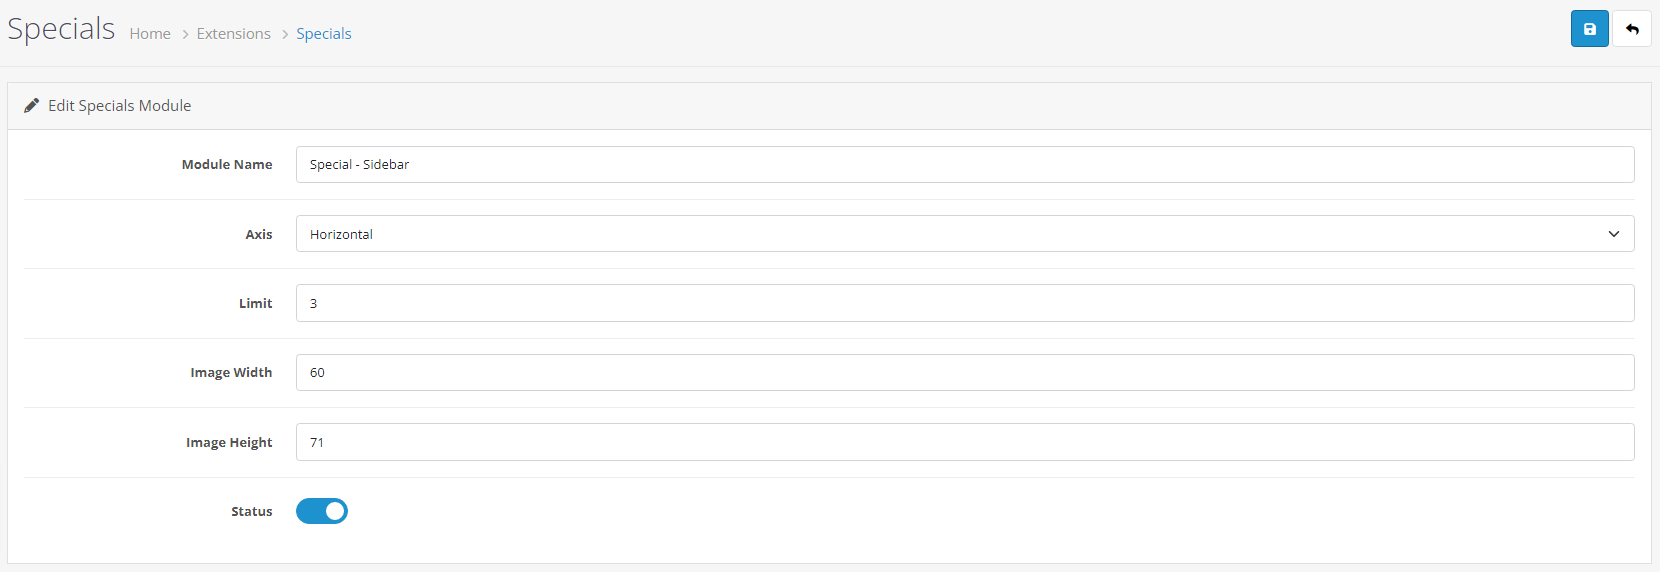 Specials Home > Extensions > Specials
Edit Specials Module
Module Name Special - Sidebar
Axis Horizontal
Limit 3
Image Width 60
Image Height 71
Status